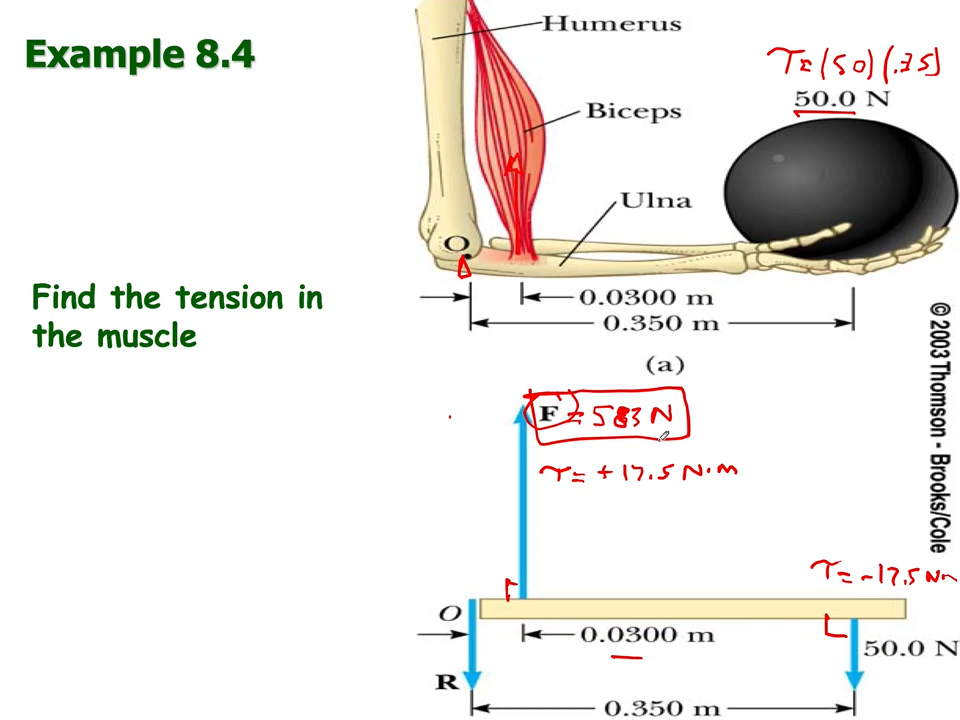 Example 8.4
Humerus
τ=(50)(.35)
50.0 N
Biceps
Ulna
O
0.0300 m
0.350 m
Find the tension in
the muscle
(a)
© 2003 Thomson - Brooks/Cole
F = 583 N
τ= +17.5 N·m
τ= -17.5 Nm
O
0.0300 m
50.0 N
R
0.350 m